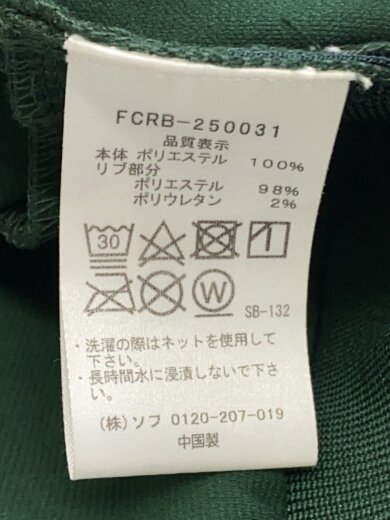 FCRB-250031
品質表示
本体 ポリエステル 100%
リブ部分
ポリエステル 98%
ポリウレタン 2%
30
W
SB-132
・洗濯の際はネットを使用して
下さい。
・長時間水に浸漬しないで下さ
い。
(株)ソフ 0120-207-019
中国製